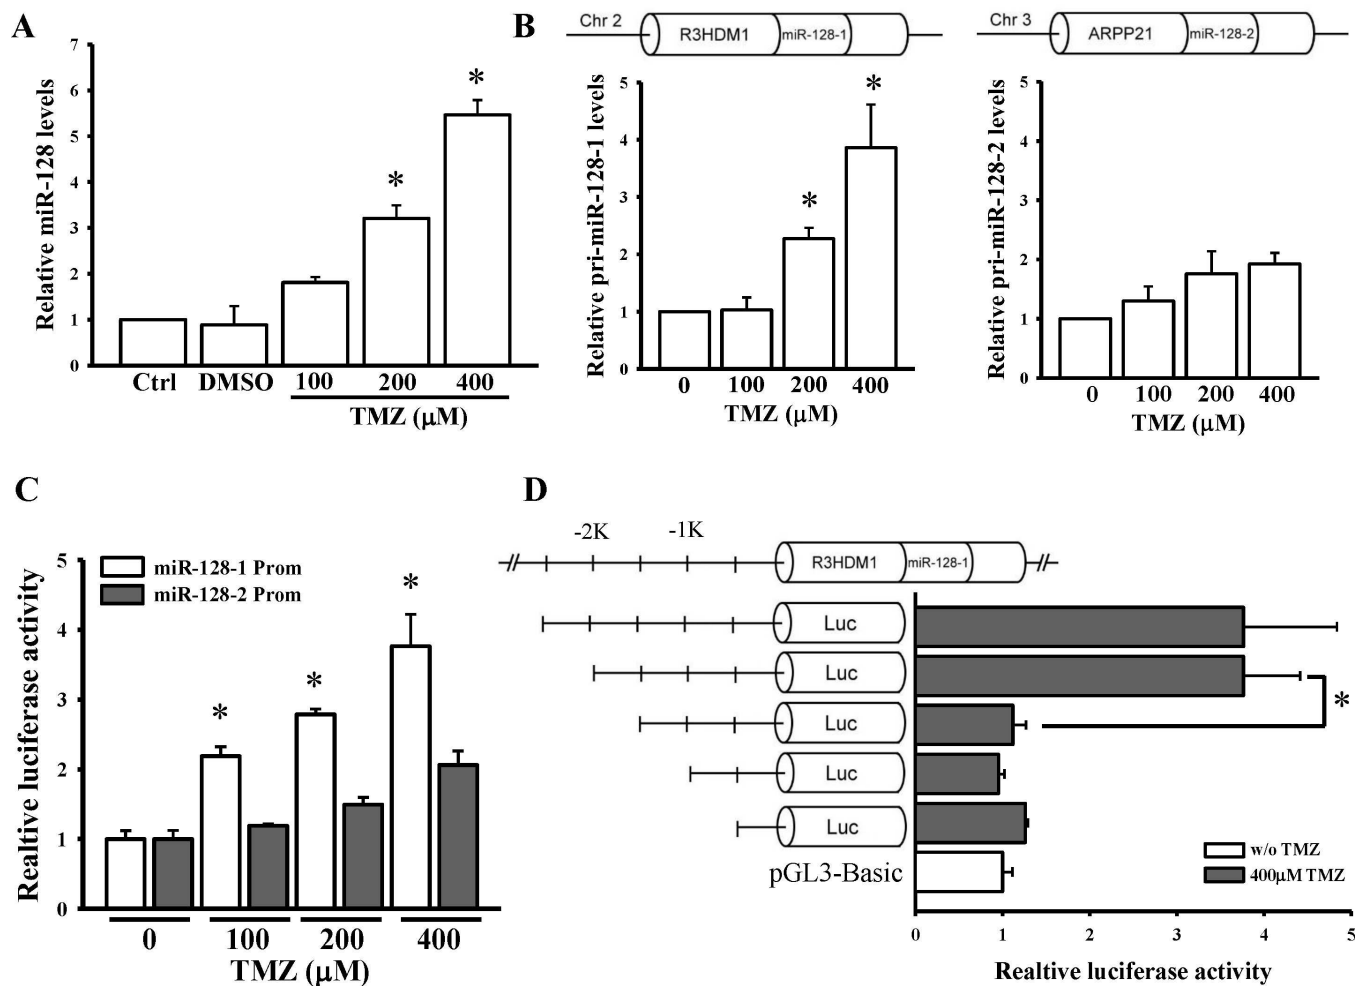 A
Relative miR-128 levels
7
6
5
4
3
2
1
0
*
*
Ctrl DMSO 100 200 400
TMZ (µM)
B
Chr 2
R3HDM1 miR-128-1
Relative pri-miR-128-1 levels
5
4
3
2
1
0
*
*
0 100 200 400
TMZ (µM)
Chr 3
ARPP21 miR-128-2
Relative pri-miR-128-2 levels
5
4
3
2
1
0
0 100 200 400
TMZ (µM)
C
Realtive luciferase activity
5
4
3
2
1
0
miR-128-1 Prom
miR-128-2 Prom
*
*
*
0 100 200 400
TMZ (µM)
D
-2K -1K
R3HDM1 miR-128-1
Luc
Luc
*
Luc
Luc
Luc
pGL3-Basic
w/o TMZ
400µM TMZ
0 1 2 3 4 5
Realtive luciferase activity